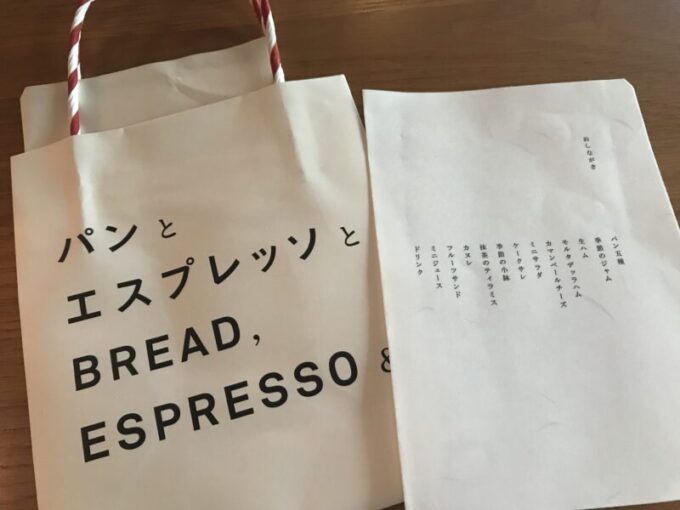 パンと
エスプレッソと
BREAD,
ESPRESSO &
おしながき
パン五種
季節のジャム
生ハム
モルタデッラハム
カマンベールチーズ
ミニサラダ
ケークサレ
季節の小鉢
抹茶のティラミス
カヌレ
フルーツサンド
ミニジュース
ドリンク